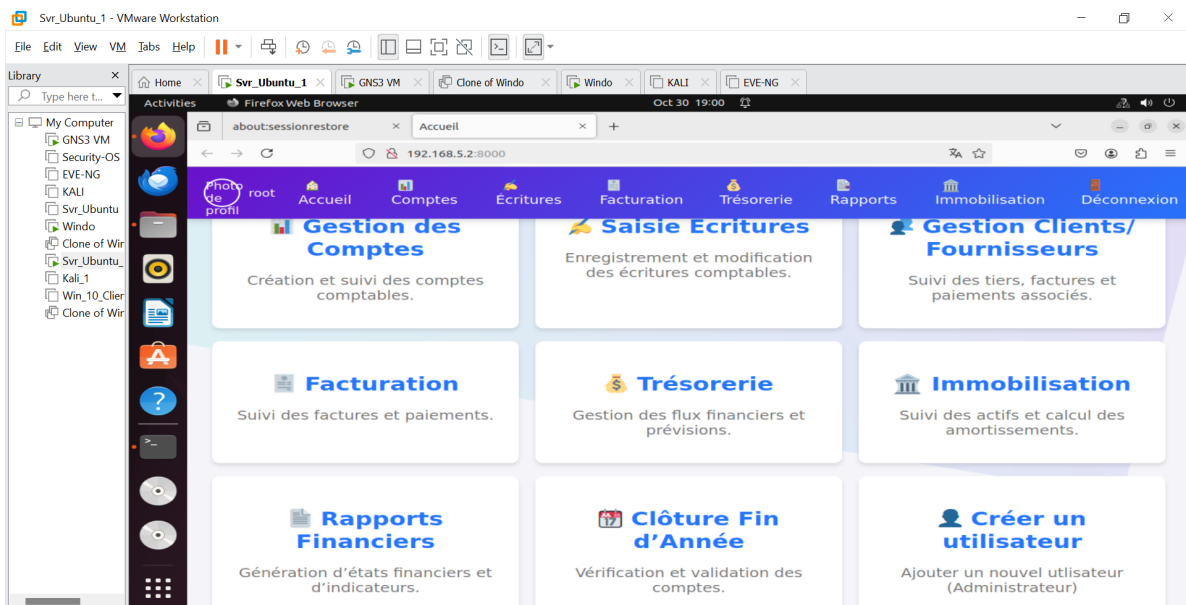 Svr_Ubuntu_1 - VMware Workstation
File Edit View VM Tabs Help
Library
Type here t...
My Computer
GNS3 VM
Security-OS
EVE-NG
KALI
Svr_Ubuntu
Windo
Clone of Wir
Svr_Ubuntu_
Kali_1
Win_10_Clier
Clone of Wir
Home Svr_Ubuntu_1 GNS3 VM Clone of Windo Windo KALI EVE-NG
Activities Firefox Web Browser Oct 30 19:00
about:sessionrestore Accueil
192.168.5.2:8000
Photo de profil
root Accueil Comptes Écritures Facturation Trésorerie Rapports Immobilisation Déconnexion
Gestion des
Comptes
Création et suivi des comptes
comptables.
Saisie Ecritures
Enregistrement et modification
des écritures comptables.
Gestion Clients/
Fournisseurs
Suivi des tiers, factures et
paiements associés.
Facturation
Suivi des factures et paiements.
Trésorerie
Gestion des flux financiers et
prévisions.
Immobilisation
Suivi des actifs et calcul des
amortissements.
Rapports
Financiers
Génération d'états financiers et
d'indicateurs.
17 Clôture Fin
d'Année
Vérification et validation des
comptes.
Créer un
utilisateur
Ajouter un nouvel utlisateur
(Administrateur)